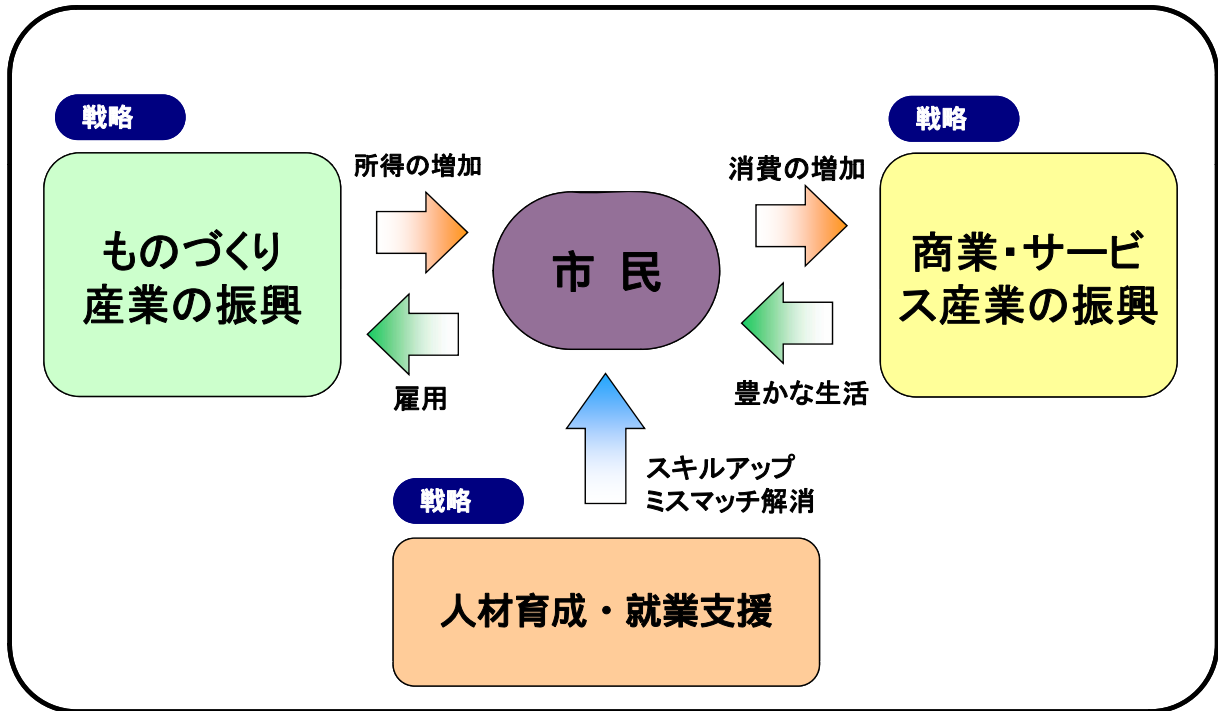 戦略
ものづくり
産業の振興
所得の増加
雇用
市 民
消費の増加
豊かな生活
戦略
商業・サービ
ス産業の振興
スキルアップ
ミスマッチ解消
戦略
人材育成・就業支援